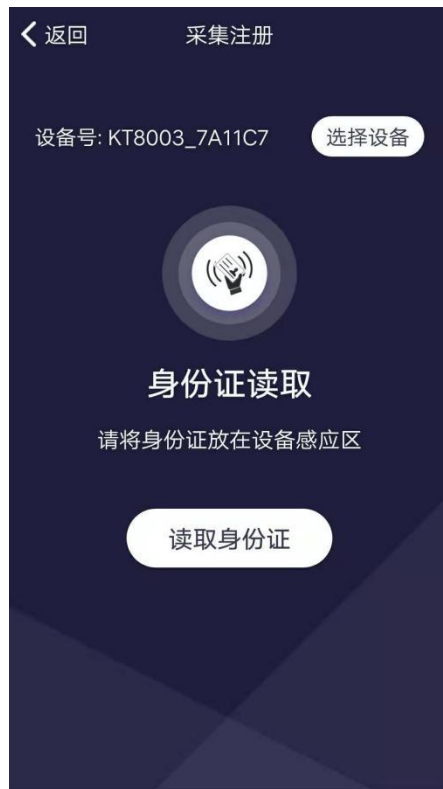 返回
采集注册
设备号: KT8003_7A11C7
选择设备
身份证读取
请将身份证放在设备感应区
读取身份证